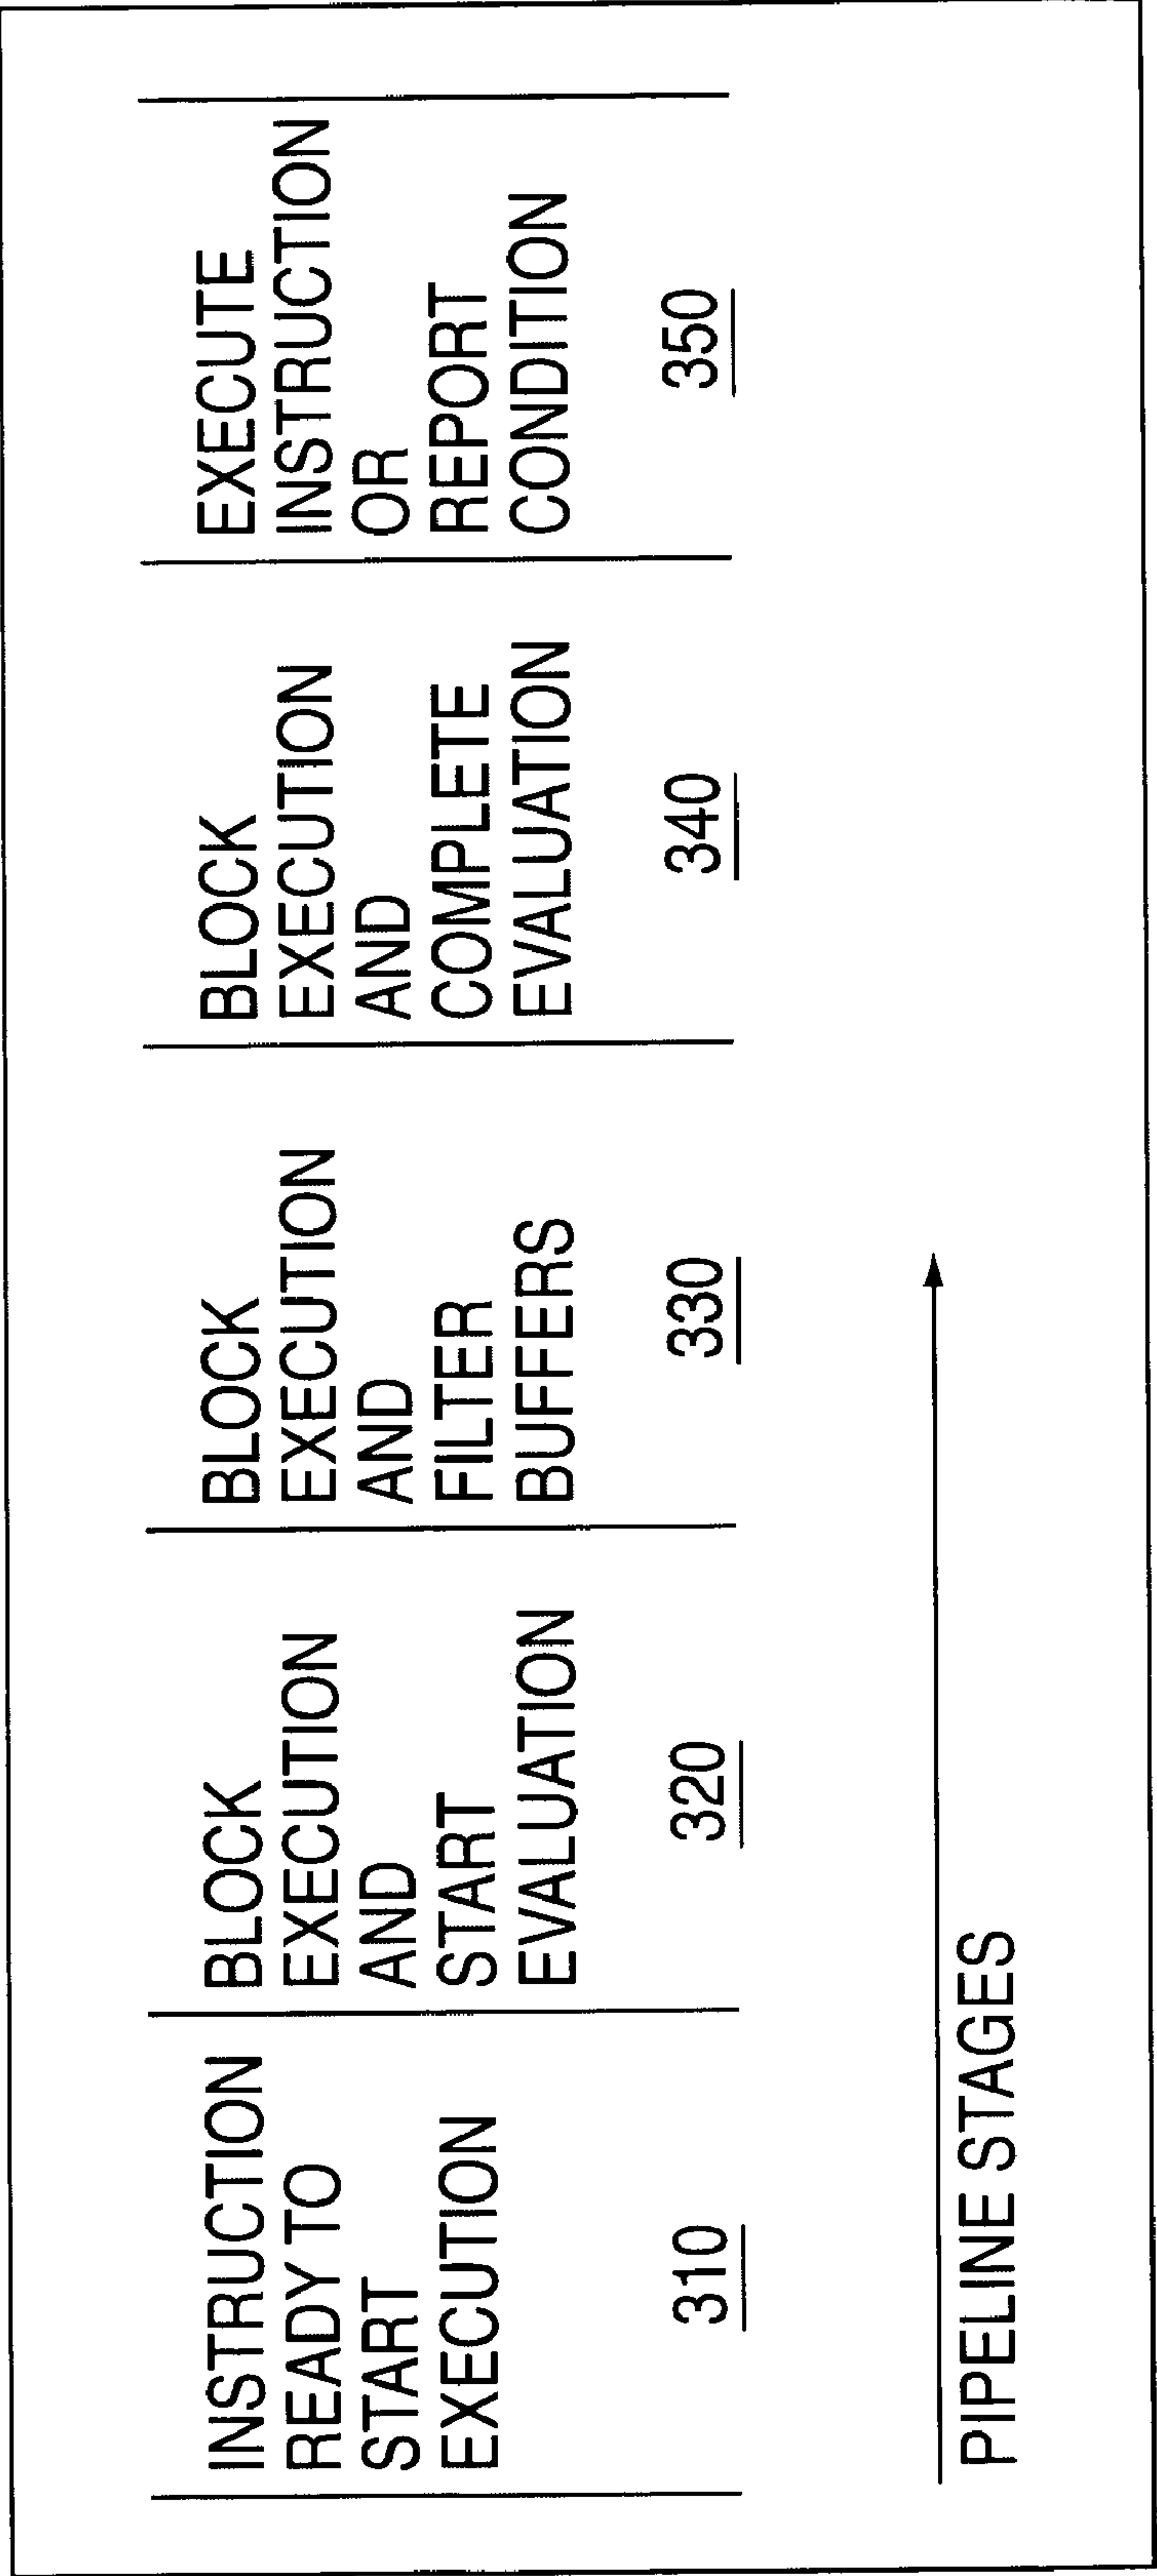 INSTRUCTION
READY TO
START
EXECUTION
310
BLOCK
EXECUTION
AND
START
EVALUATION
320
BLOCK
EXECUTION
AND
FILTER
BUFFERS
330
BLOCK
EXECUTION
AND
COMPLETE
EVALUATION
340
EXECUTE
INSTRUCTION
OR
REPORT
CONDITION
350
PIPELINE STAGES